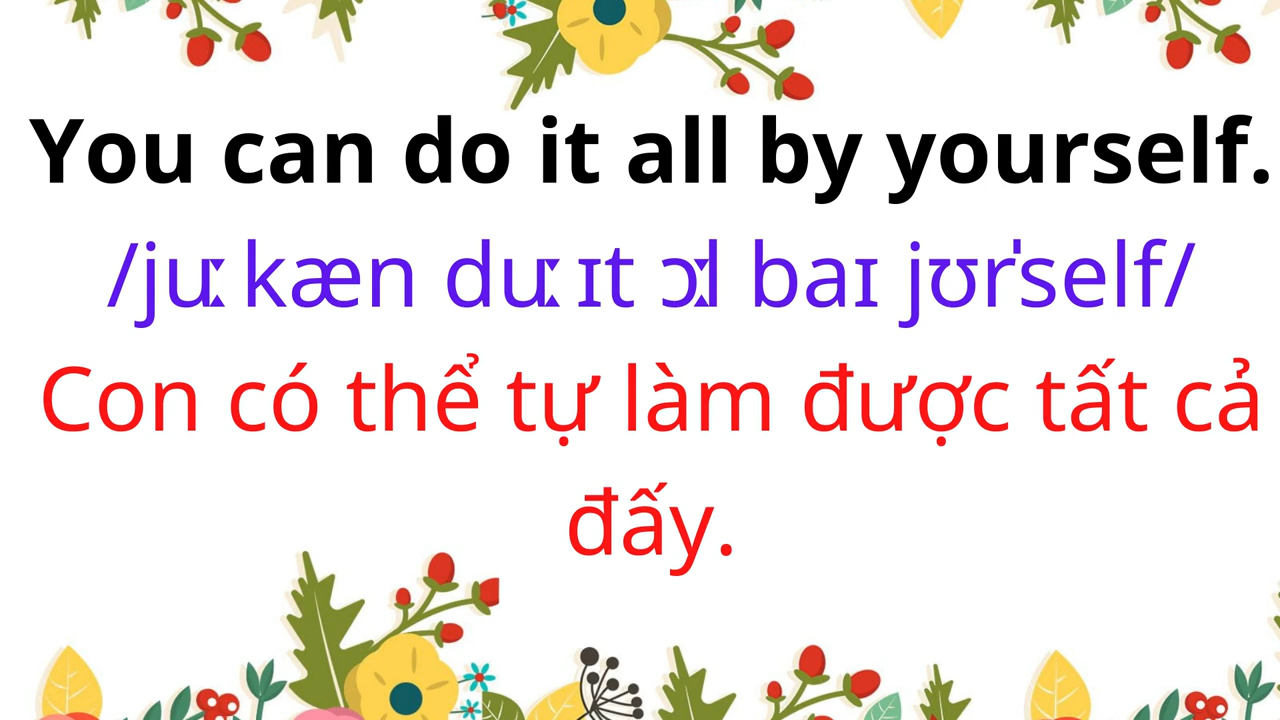 You can do it all by yourself.
/juː kæn duː ɪt ɔːl baɪ jʊrˈself/
Con có thể tự làm được tất cả
đấy.